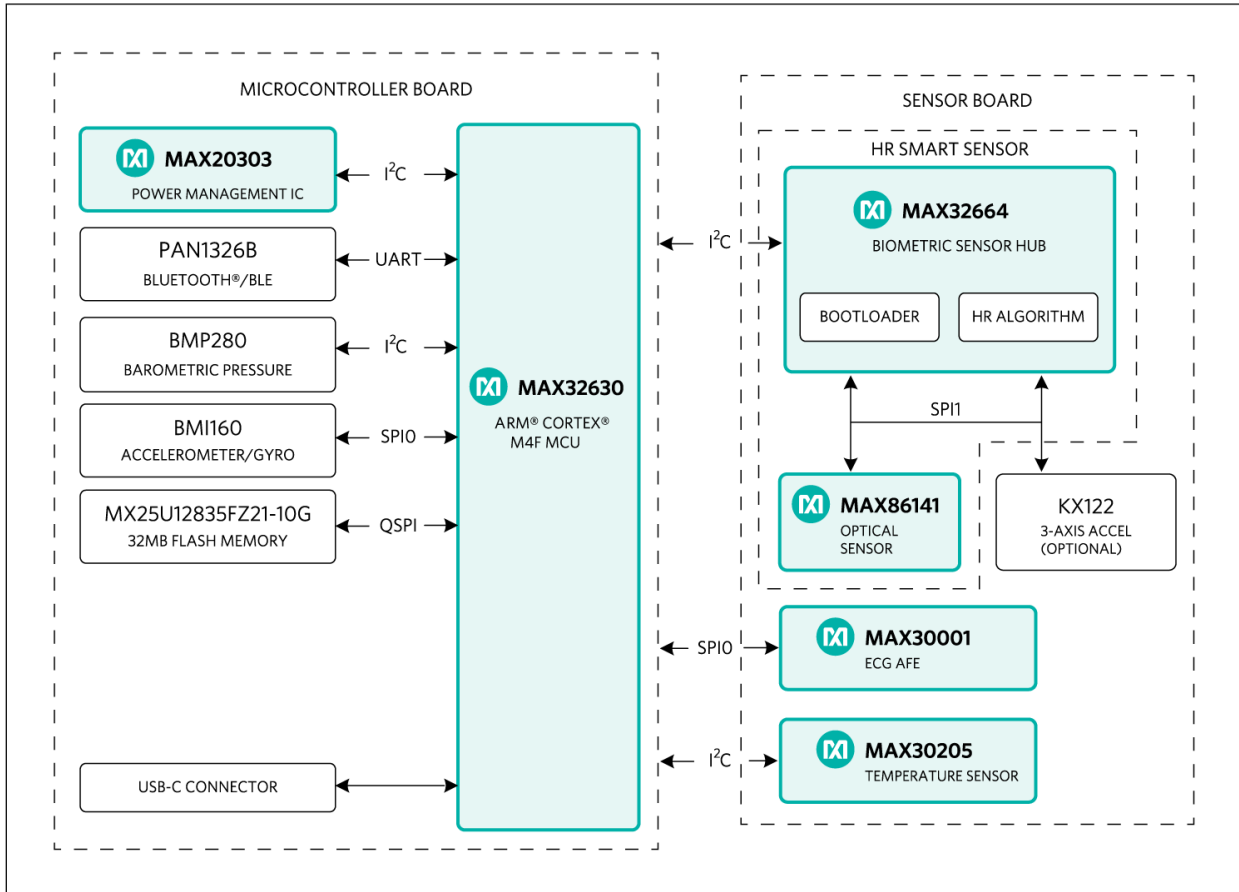 MICROCONTROLLER BOARD
MAX20303
POWER MANAGEMENT IC
I²C
PAN1326B
BLUETOOTH®/BLE
UART
BMP280
BAROMETRIC PRESSURE
I²C
BMI160
ACCELEROMETER/GYRO
SPI0
MX25U12835FZ21-10G
32MB FLASH MEMORY
QSPI
USB-C CONNECTOR
MAX32630
ARM® CORTEX®
M4F MCU
I²C
SPI0
I²C
SENSOR BOARD
HR SMART SENSOR
MAX32664
BIOMETRIC SENSOR HUB
BOOTLOADER
HR ALGORITHM
SPI1
MAX86141
OPTICAL
SENSOR
KX122
3-AXIS ACCEL
(OPTIONAL)
MAX30001
ECG AFE
MAX30205
TEMPERATURE SENSOR